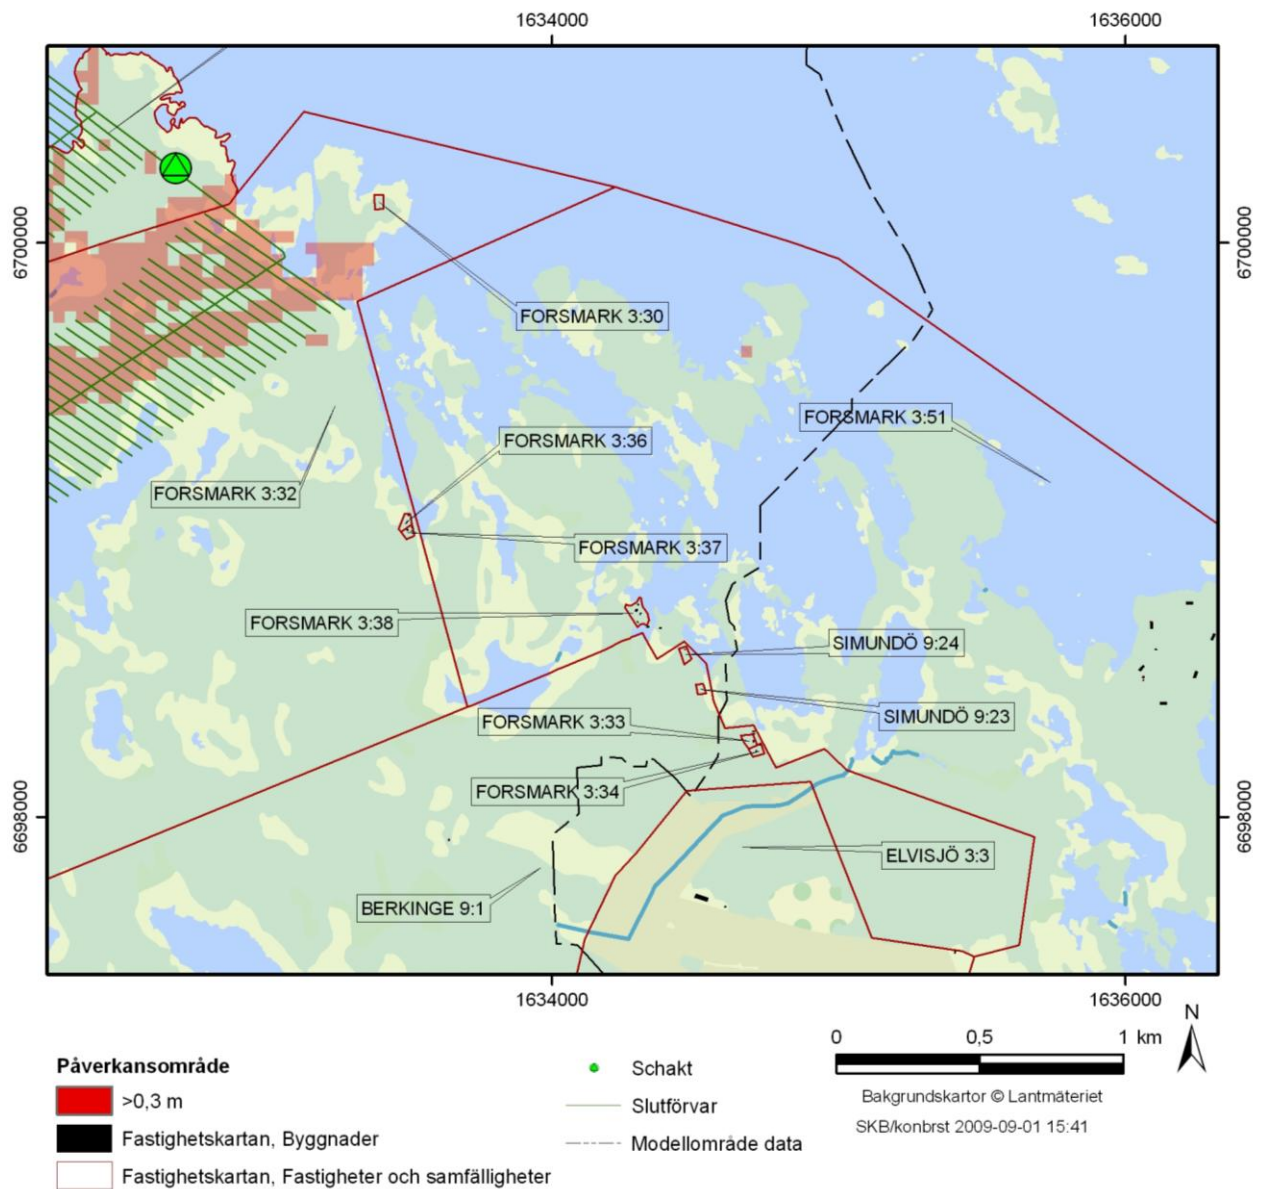 1634000
1636000
6700000
6700000
FORSMARK 3:30
FORSMARK 3:51
FORSMARK 3:36
FORSMARK 3:32
FORSMARK 3:37
FORSMARK 3:38
SIMUNDÖ 9:24
SIMUNDÖ 9:23
FORSMARK 3:33
FORSMARK 3:34
6698000
6698000
ELVISJÖ 3:3
BERKINGE 9:1
1634000
1636000
N
0 0,5 1 km
Påverkansområde
>0,3 m
Fastighetskartan, Byggnader
Fastighetskartan, Fastigheter och samfälligheter
Schakt
Slutförvar
Modellområde data
Bakgrundskartor © Lantmäteriet
SKB/konbrst 2009-09-01 15:41